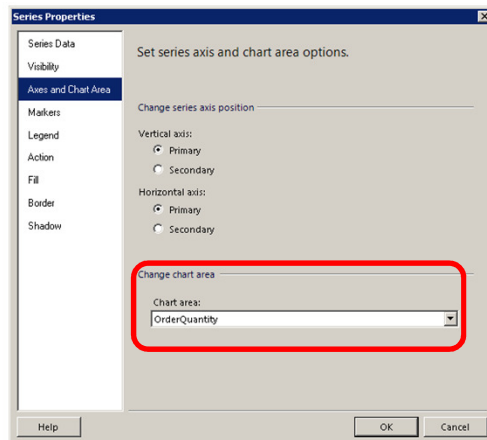 Series Properties
Series Data
Visibility
Axes and Chart Area
Markers
Legend
Action
Fill
Border
Shadow
Set series axis and chart area options.
Change series axis position
Vertical axis:
Primary
Secondary
Horizontal axis:
Primary
Secondary
Change chart area
Chart area:
OrderQuantity
Help
OK
Cancel